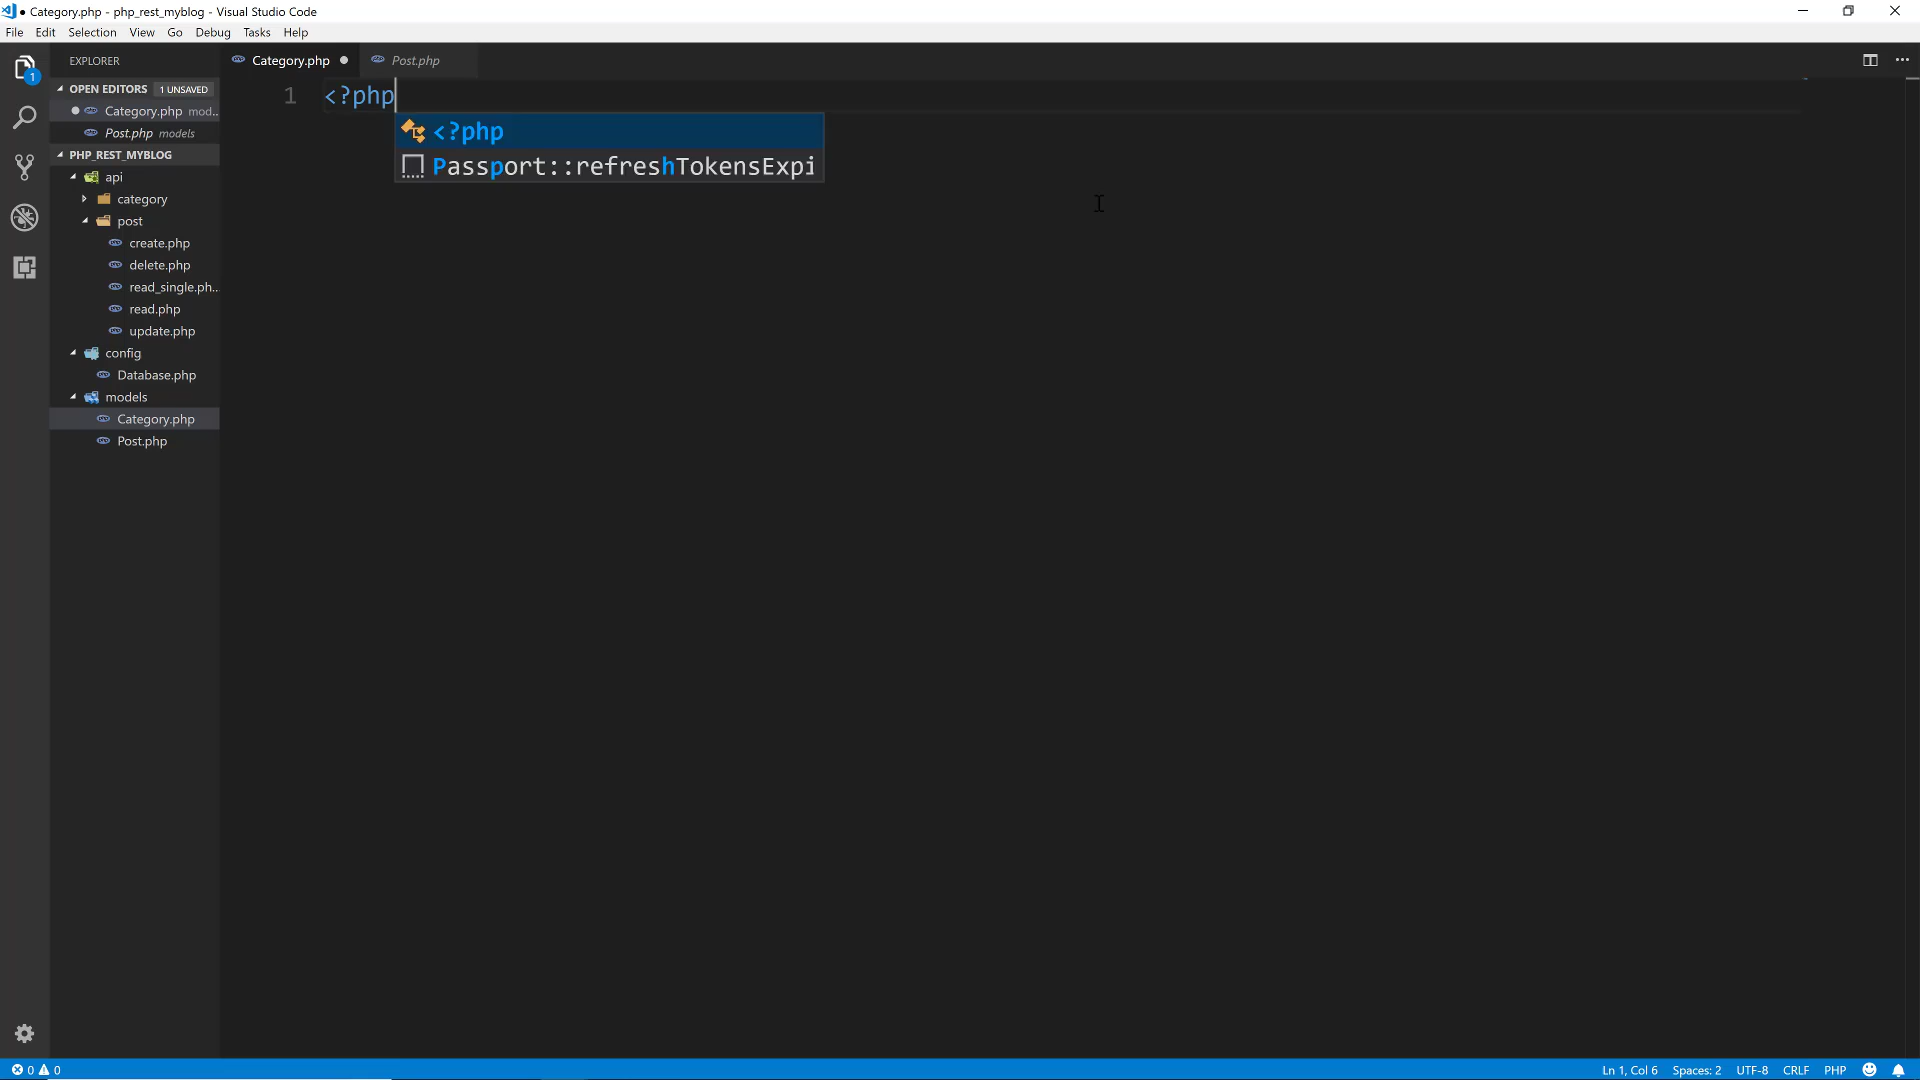 ● Category.php - php_rest_myblog - Visual Studio Code
File Edit Selection View Go Debug Tasks Help
EXPLORER
Category.php
Post.php
OPEN EDITORS 1 UNSAVED
Category.php mod...
Post.php models
PHP_REST_MYBLOG
api
category
post
create.php
delete.php
read_single.ph...
read.php
update.php
config
Database.php
models
Category.php
Post.php
1
1 <?php
<?php
Passport::refreshTokensExpi
0 0
Ln 1, Col 6 Spaces: 2 UTF-8 CRLF PHP